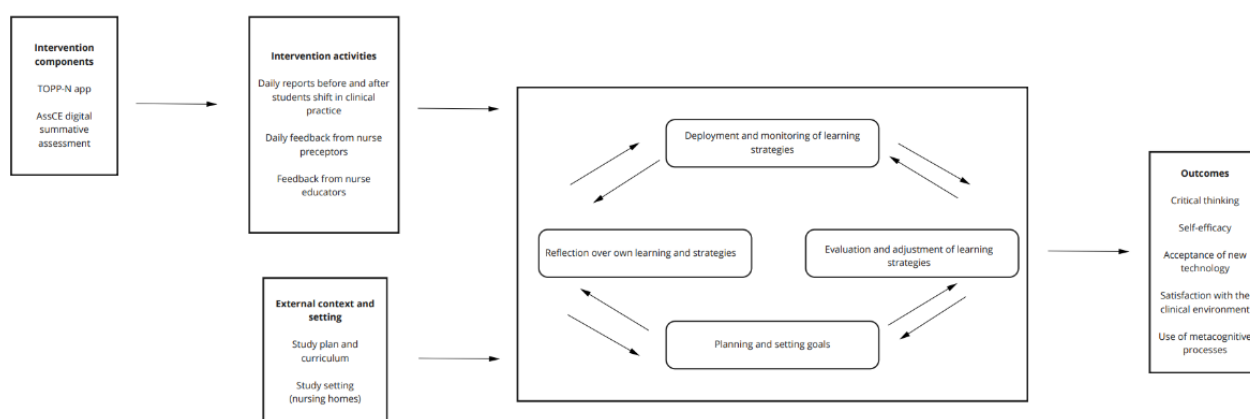 Intervention
components
TOPP-N app
AssCE digital
summative
assessment
Intervention activities
Daily reports before and after
students shift in clinical
practice
Daily feedback from nurse
preceptors
Feedback from nurse
educators
External context and
setting
Study plan and
curriculum
Study setting
(nursing homes)
Deployment and monitoring of learning
strategies
Reflection over own learning and strategies
Evaluation and adjustment of learning
strategies
Planning and setting goals
Outcomes
Critical thinking
Self-efficacy
Acceptance of new
technology
Satisfaction with the
clinical environment
Use of metacognitive
processes